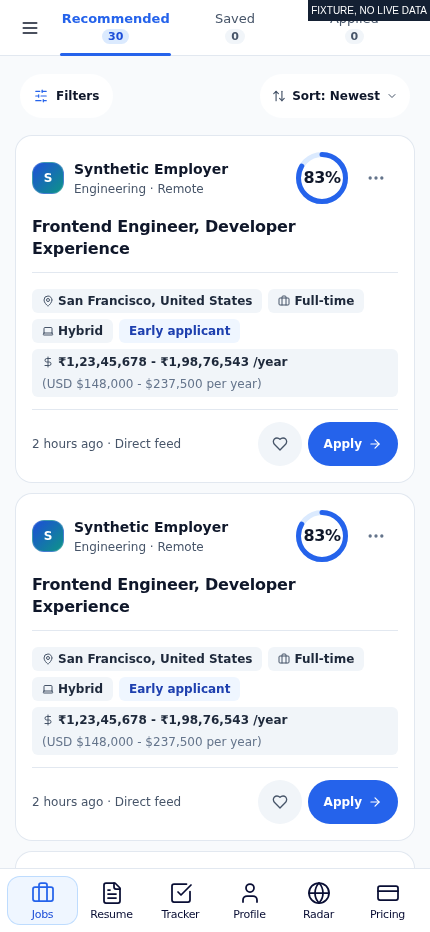 FIXTURE, NO LIVE DATA
Recommended
30
Saved
0
Applied
0
Filters
Sort: Newest
S
Synthetic Employer
Engineering · Remote
83%
Frontend Engineer, Developer
Experience
San Francisco, United States
Full-time
Hybrid
Early applicant
₹1,23,45,678 - ₹1,98,76,543 /year
(USD $148,000 - $237,500 per year)
2 hours ago · Direct feed
Apply
S
Synthetic Employer
Engineering · Remote
83%
Frontend Engineer, Developer
Experience
San Francisco, United States
Full-time
Hybrid
Early applicant
₹1,23,45,678 - ₹1,98,76,543 /year
(USD $148,000 - $237,500 per year)
2 hours ago · Direct feed
Apply
Jobs
Resume
Tracker
Profile
Radar
Pricing